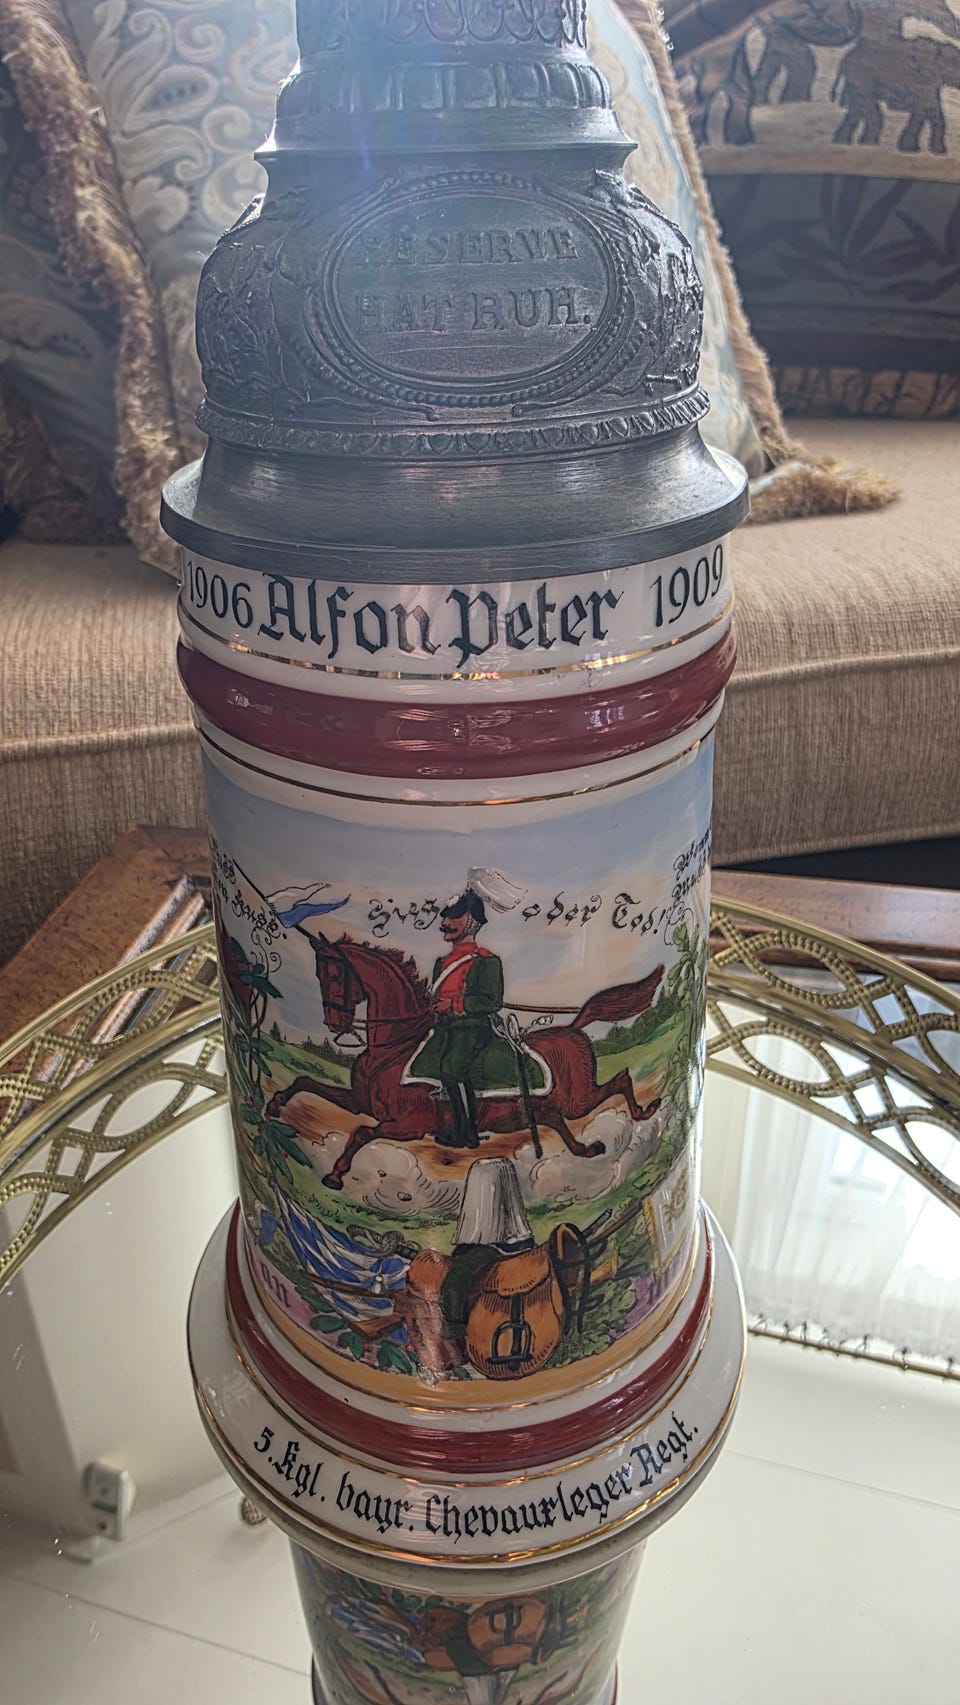 RESERVE
HAT RUH.
1906 Alfon Peter 1909
Sieg oder Tod!
5. Kgl. bayr. Chevauxleger Regt.